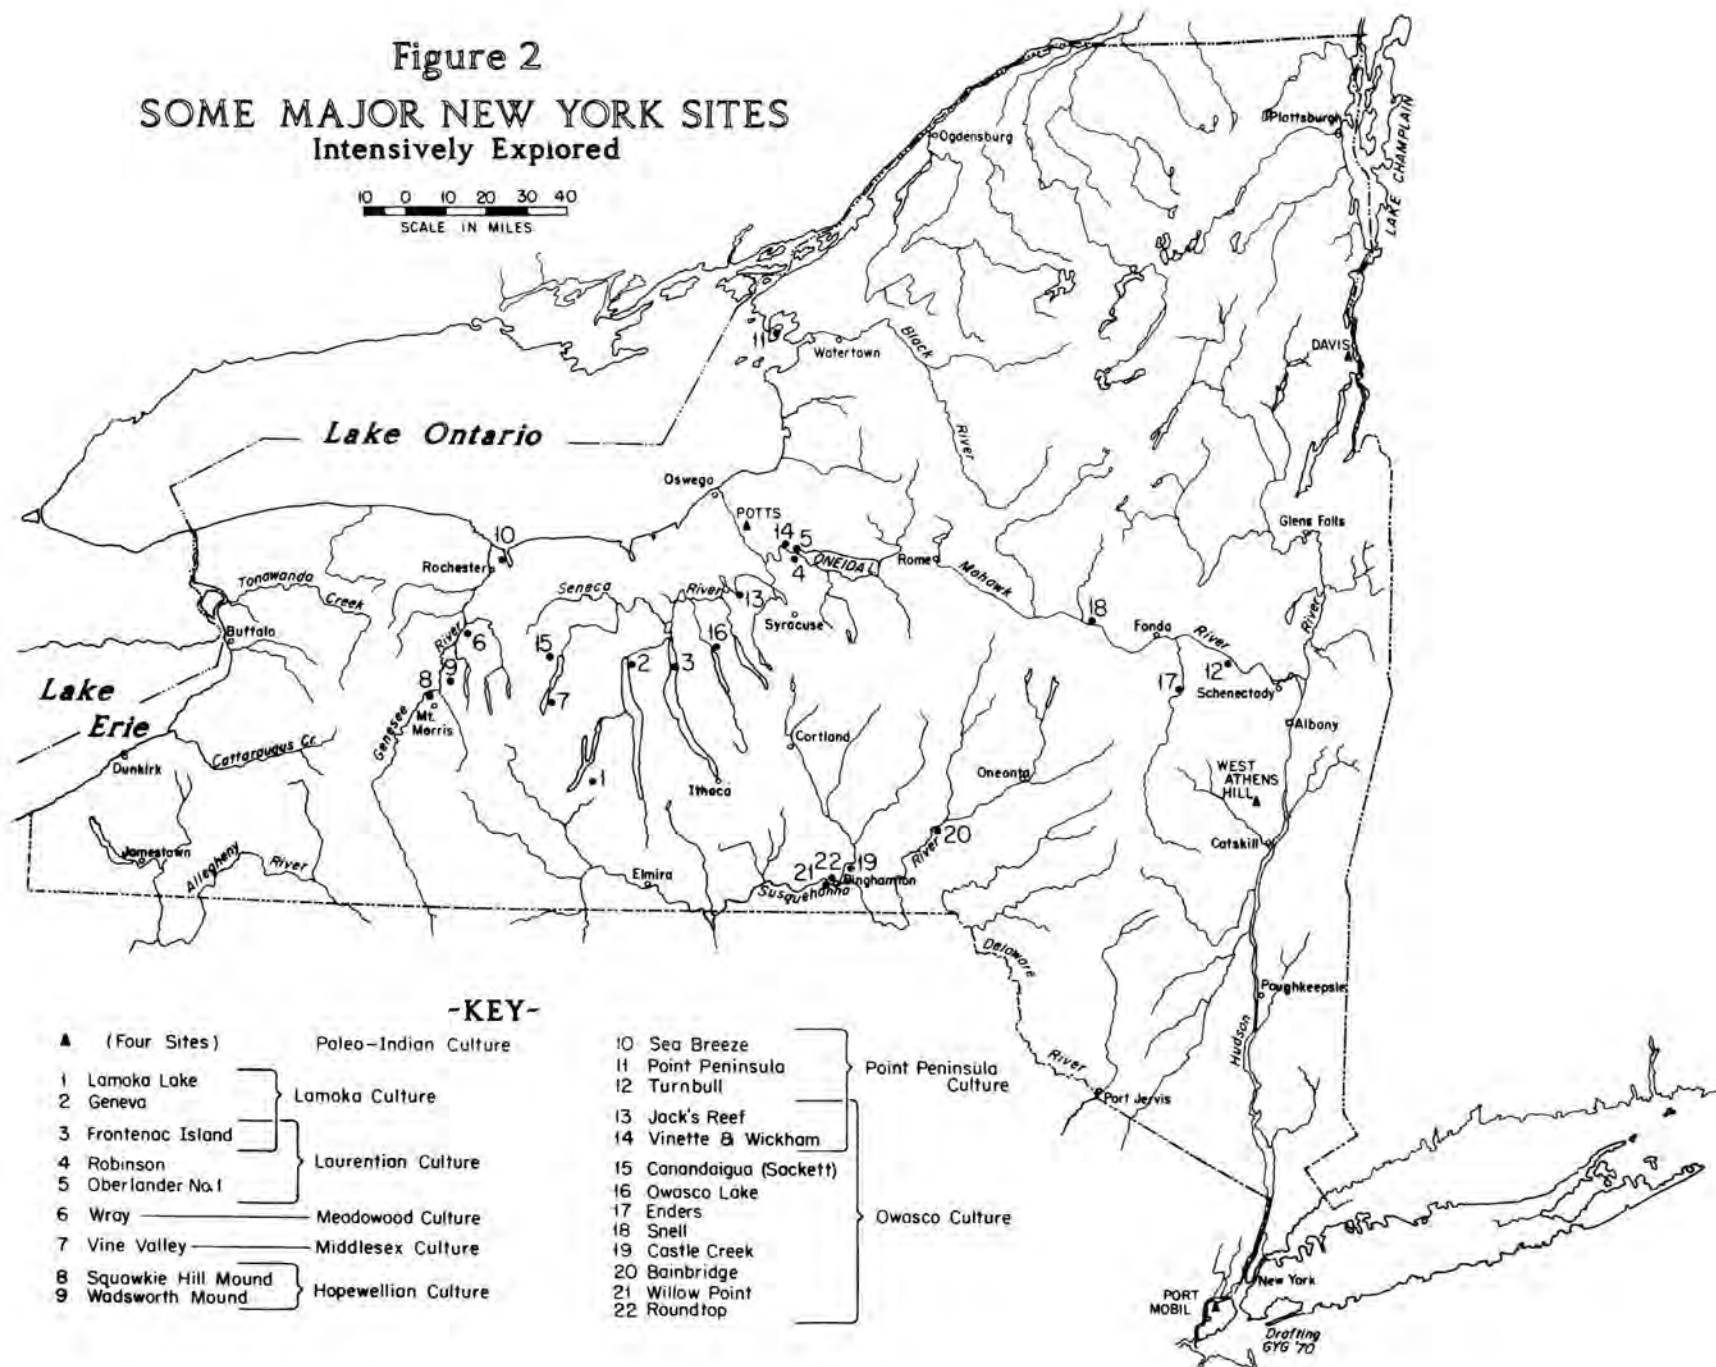 Figure 2
SOME MAJOR NEW YORK SITES
Intensively Explored
10 0 10 20 30 40
SCALE IN MILES
Ogdensburg
Plattsburgh
LAKE CHAMPLAIN
11
Watertown
Black
River
DAVIS
Lake Ontario
Oswego
POTTS
14
5
4
ONEIDA L.
Rome
Mohawk
Glens Falls
10
Rochester
Tonawanda
Creek
Seneca
River
13
Syracuse
18
Fonda
River
River
Buffalo
River
6
15
2
3
16
12
Schenectady
17
Lake
Erie
8
9
Mt.
Morris
7
Genesee
Albany
Cattaraugus Cr.
Dunkirk
Cortland
1
Ithaca
Oneonta
WEST
ATHENS
HILL
Catskill
20
Jamestown
Allegheny
River
Elmira
21
22
19
River
Binghamton
Susquehanna
Delaware
River
Poughkeepsie
Hudson
Port Jervis
New York
PORT
MOBIL
Drafting
GYG '70
-KEY-
(Four Sites) Paleo-Indian Culture
1 Lamoka Lake
2 Geneva
Lamoka Culture
3 Frontenac Island
4 Robinson
5 Oberlander No.1
Laurentian Culture
6 Wray Meadowood Culture
7 Vine Valley Middlesex Culture
8 Squawkie Hill Mound
9 Wadsworth Mound
Hopewellian Culture
10 Sea Breeze
11 Point Peninsula
12 Turnbull
Point Peninsula
Culture
13 Jack's Reef
14 Vinette & Wickham
15 Canandaigua (Sackett)
16 Owasco Lake
17 Enders
18 Snell
19 Castle Creek
20 Bainbridge
21 Willow Point
22 Roundtop
Owasco Culture